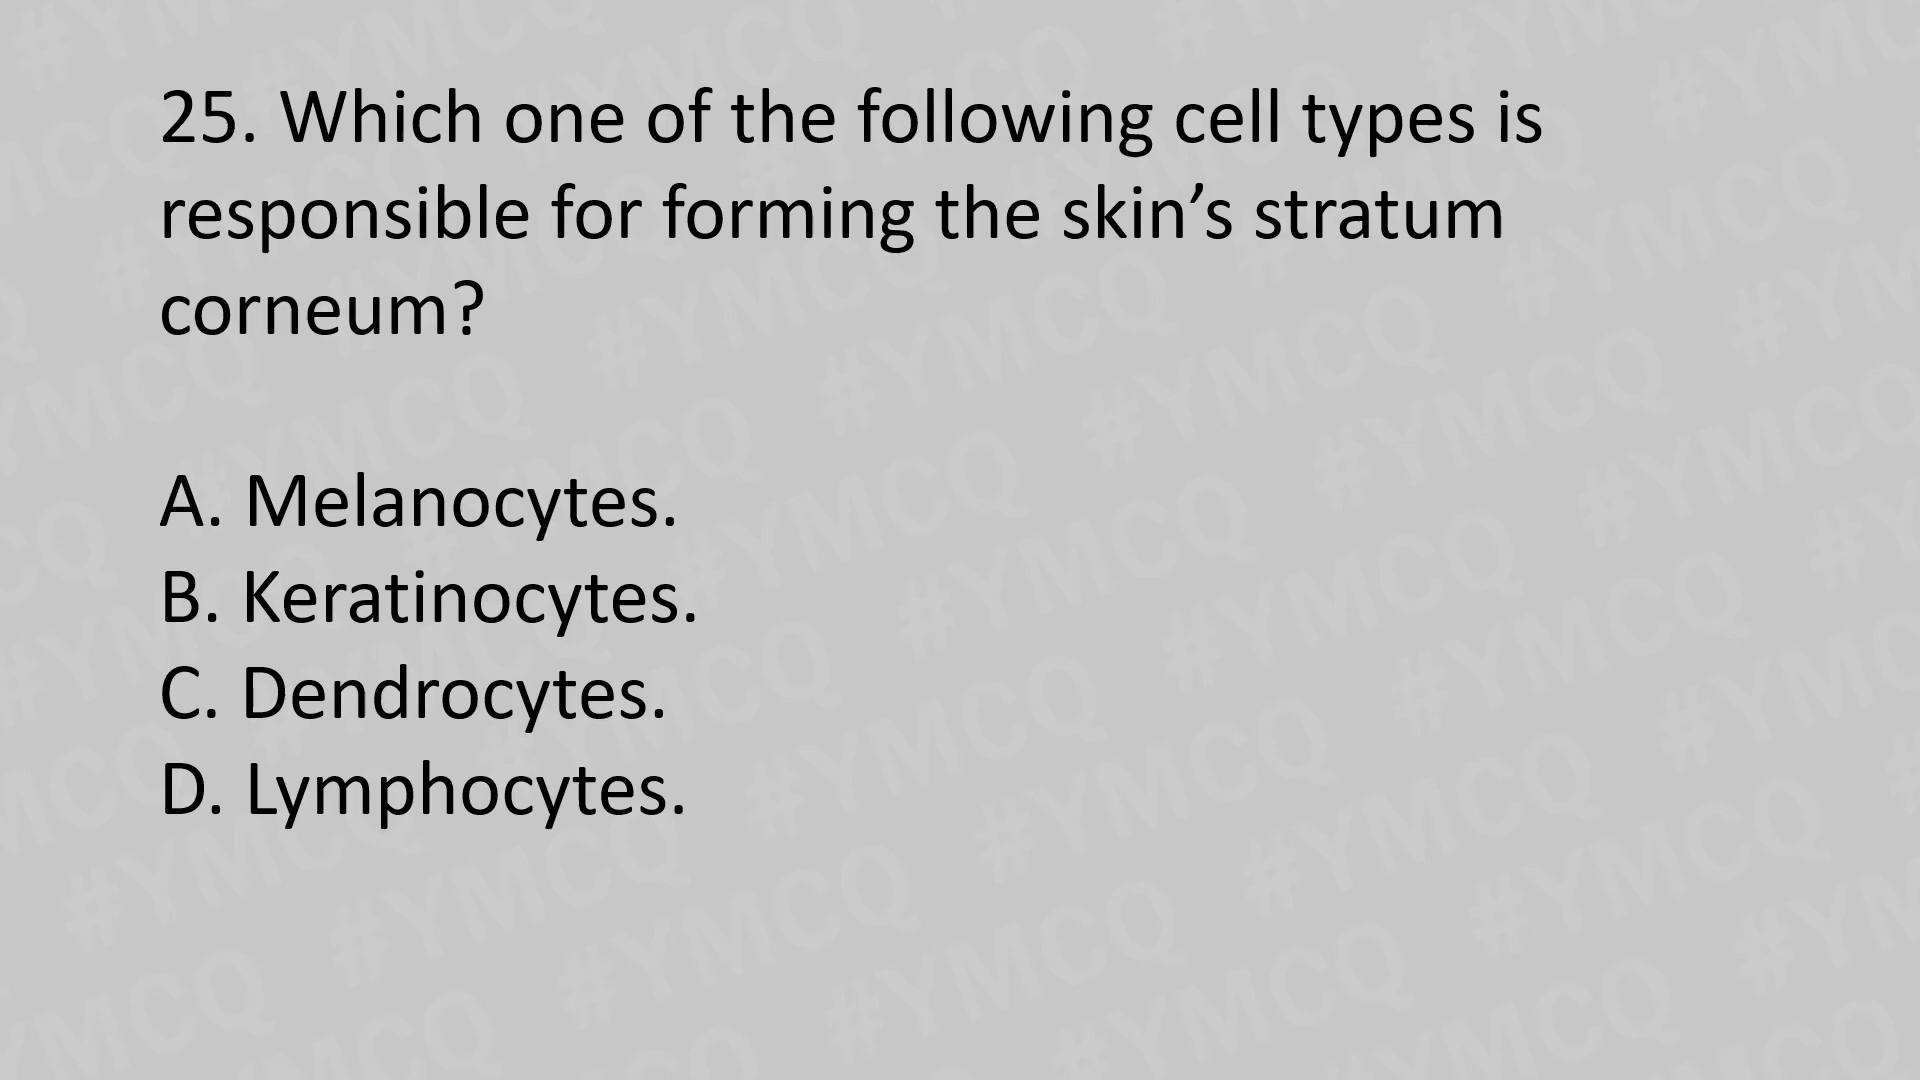 25. Which one of the following cell types is
responsible for forming the skin’s stratum
corneum?
A. Melanocytes.
B. Keratinocytes.
C. Dendrocytes.
D. Lymphocytes.
#YMCQ